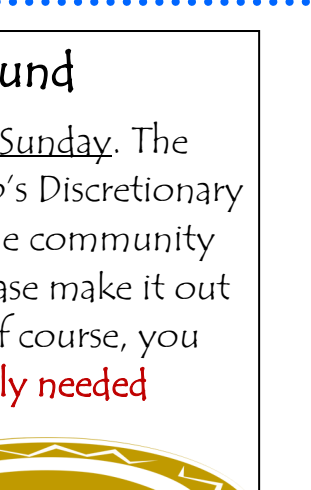 und
Sunday. The
's Discretionary
e community
ase make it out
f course, you
ly needed